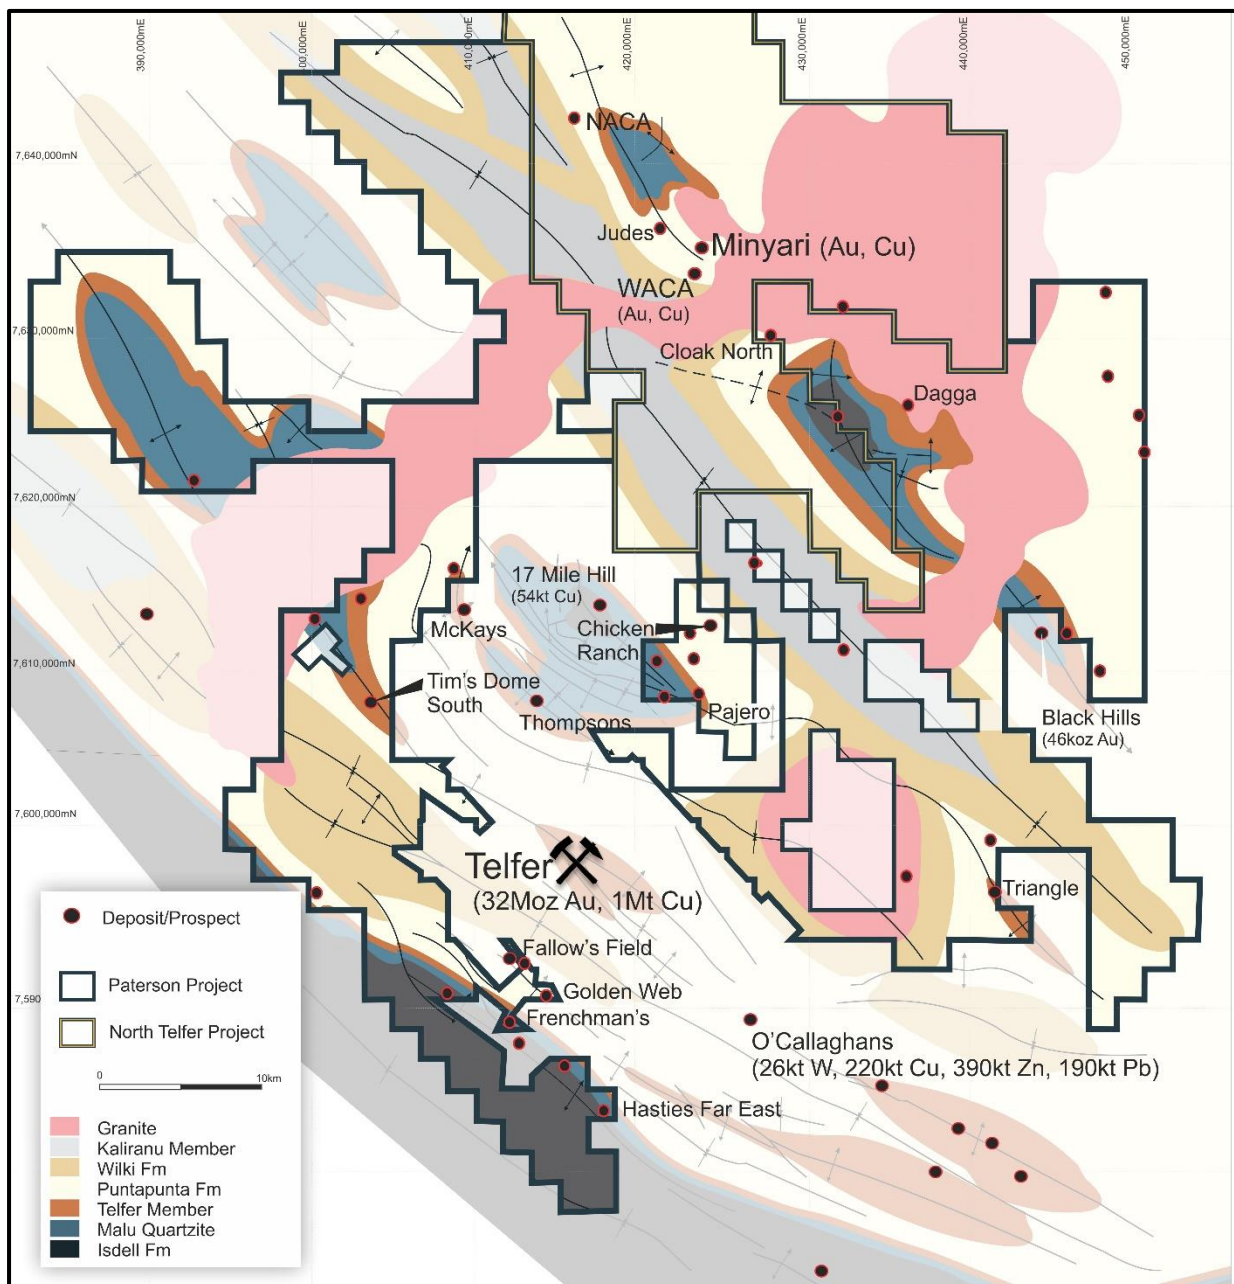 390,000mE
400,000mE
410,000mE
420,000mE
430,000mE
440,000mE
450,000mE
NACA
7,640,000mN
Judes
Minyari (Au, Cu)
WACA
(Au, Cu)
7,630,000mN
Cloak North
Dagga
7,620,000mN
17 Mile Hill
(54kt Cu)
McKays
Chicken
Ranch
7,610,000mN
Tim's Dome
South
Thompsons
Pajero
Black Hills
(46koz Au)
7,600,000mN
Telfer
(32Moz Au, 1Mt Cu)
Triangle
Deposit/Prospect
Fallow's Field
Paterson Project
7,590
Golden Web
Frenchman's
North Telfer Project
O'Callaghans
(26kt W, 220kt Cu, 390kt Zn, 190kt Pb)
0
10km
Hasties Far East
Granite
Kaliranu Member
Wilki Fm
Puntapunta Fm
Telfer Member
Malu Quartzite
Isdell Fm